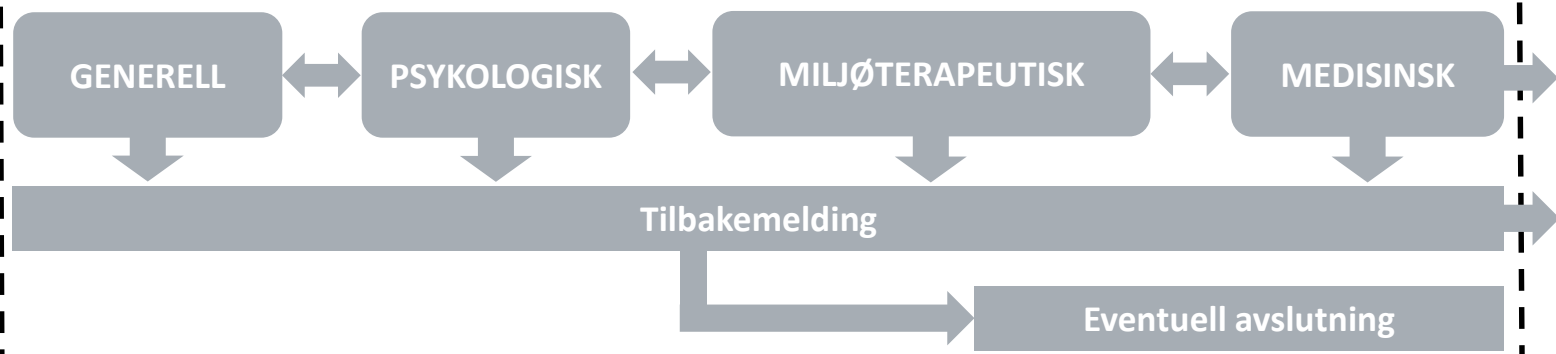 GENERELL
PSYKOLOGISK
MILJØTERAPEUTISK
MEDISINSK
Tilbakemelding
Eventuell avslutning